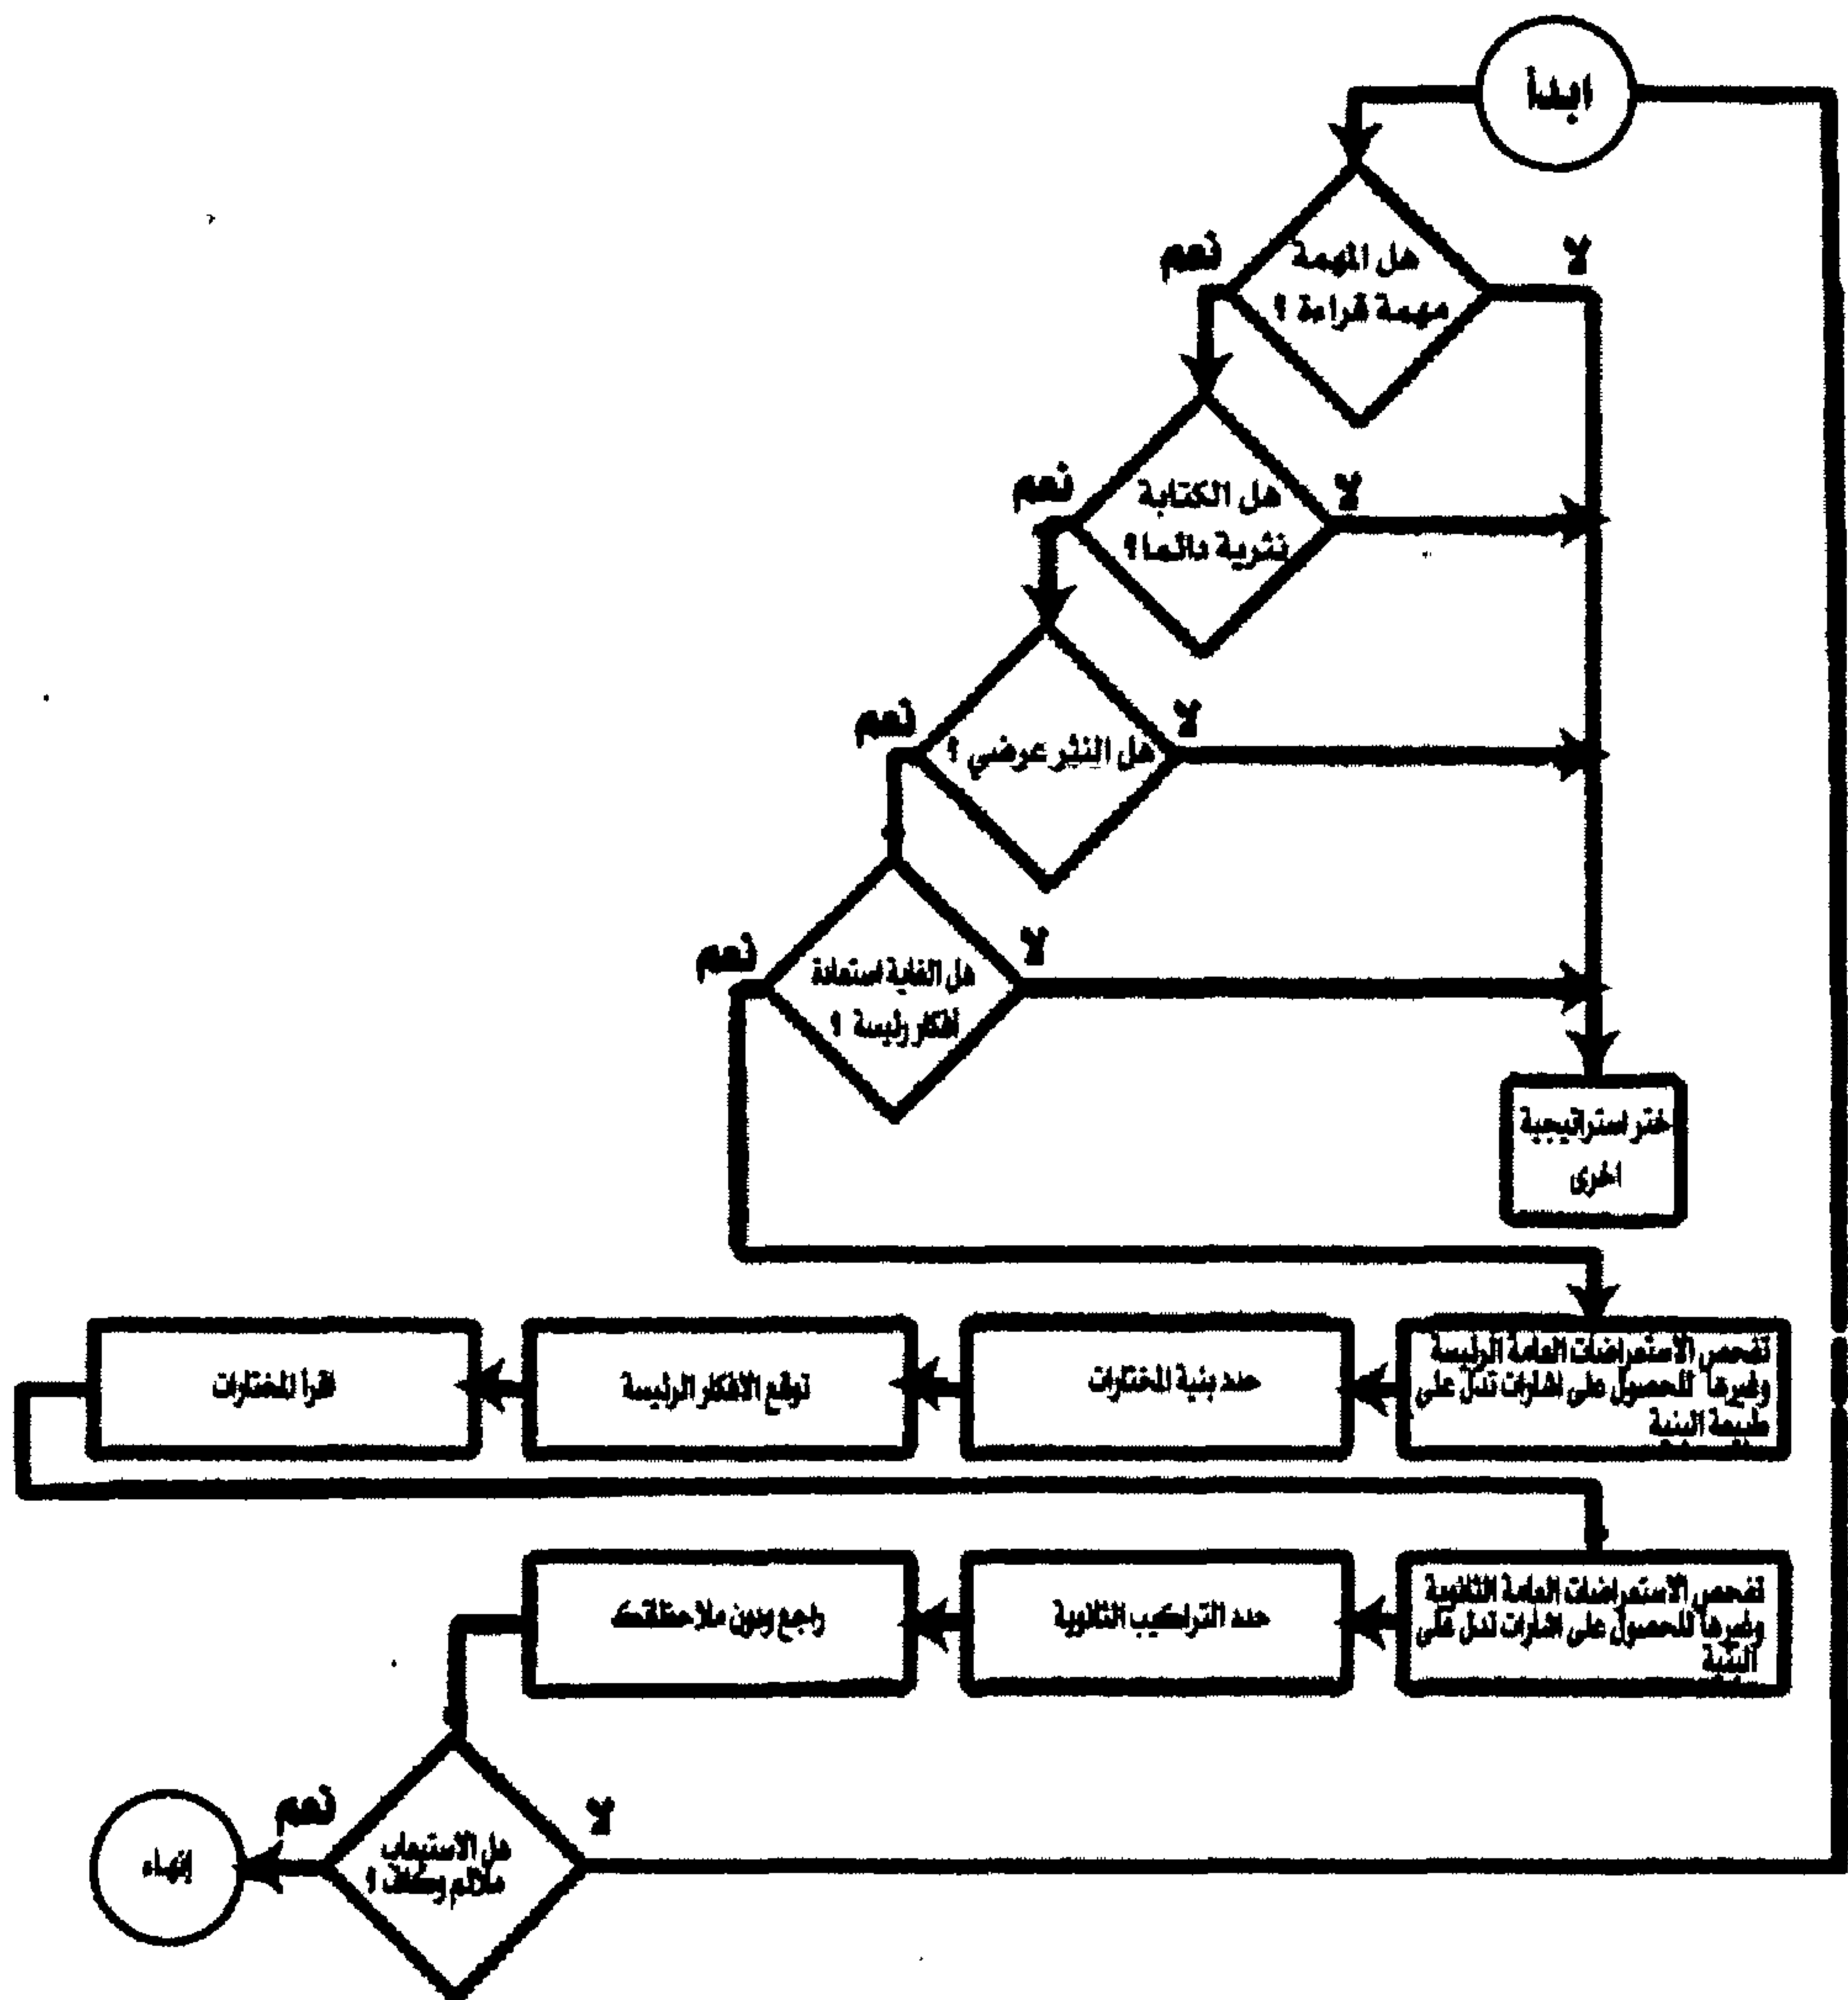 ابدأ
نعم
هل المهمة
مهمة قراءة ؟
لا
نعم
هل الكتابة
نثرية دائما؟
لا
نعم
هل النثر عرضي ؟
لا
نعم
هل الغاية استعادة
أفكار رئيسة ؟
لا
ختر استراتيجية
اخرى
تفحص الاستعراضات العامة الرئيسة
وغيرها للحصول على اشارات تدل على
طبيعة البنية
حدد بنية المختارات
توقع الافكار الرئيسة
اقرأ المختارات
تفحص الاستعراضات العامة الثانوية
وغيرها للحصول على اشارات تدل على
البنية
حدد التراكيب الثانوية
راجع ودون ملاحظاتك
لا
هل الاستيعاب
ملائم وكاف ؟
نعم
إنهاء